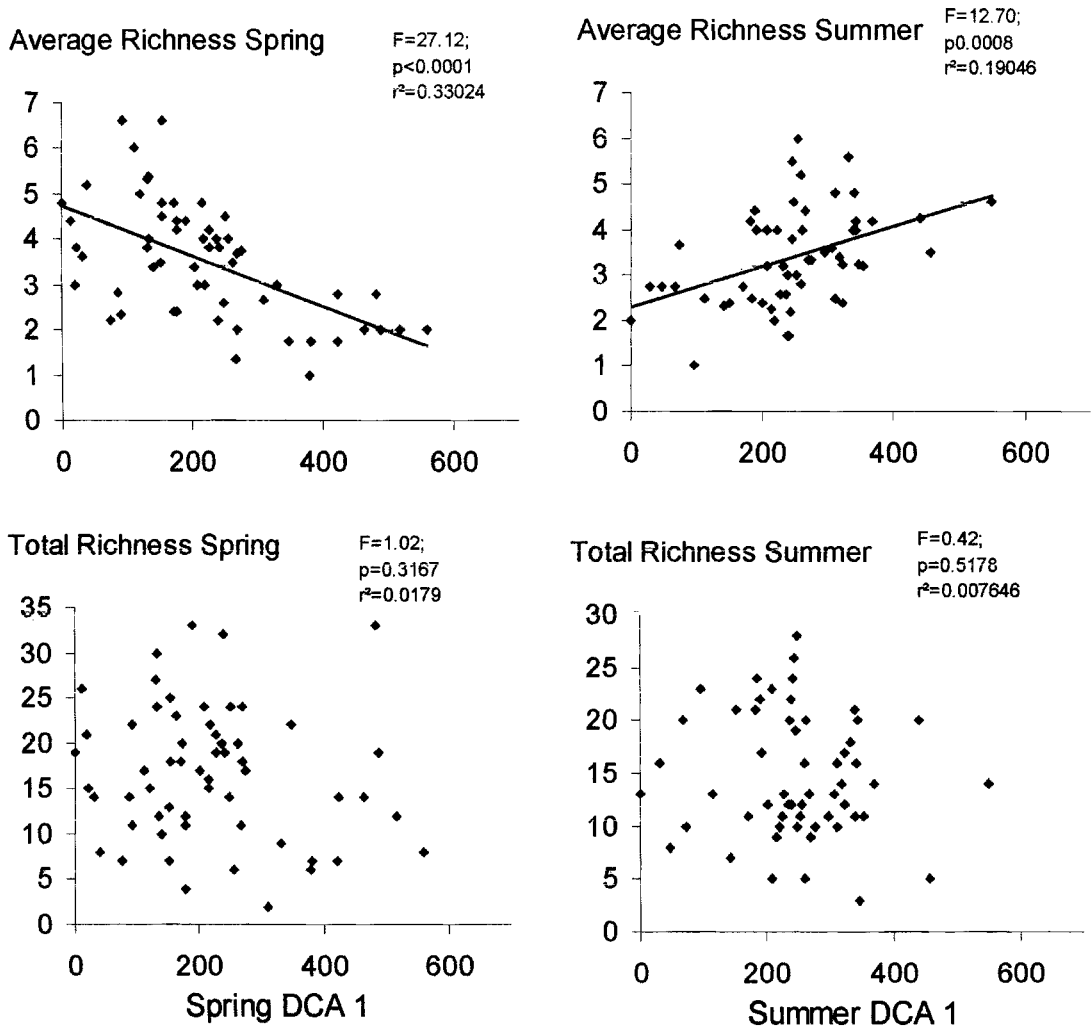 Average Richness Spring
F=27.12;
p<0.0001
r²=0.33024
7
6
5
4
3
2
1
0
0 200 400 600
Average Richness Summer
F=12.70;
p0.0008
r²=0.19046
7
6
5
4
3
2
1
0
0 200 400 600
Total Richness Spring
F=1.02;
p=0.3167
r²=0.0179
35
30
25
20
15
10
5
0
0 200 400 600
Spring DCA 1
Total Richness Summer
F=0.42;
p=0.5178
r²=0.007646
30
25
20
15
10
5
0
0 200 400 600
Summer DCA 1